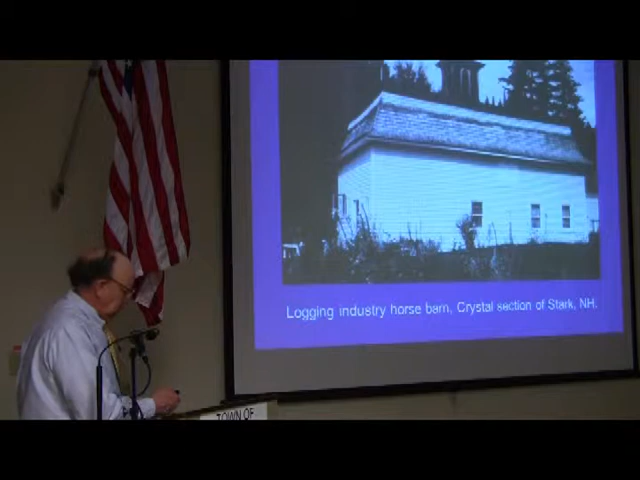 Logging industry horse barn, Crystal section of Stark, NH.
TOWN OF